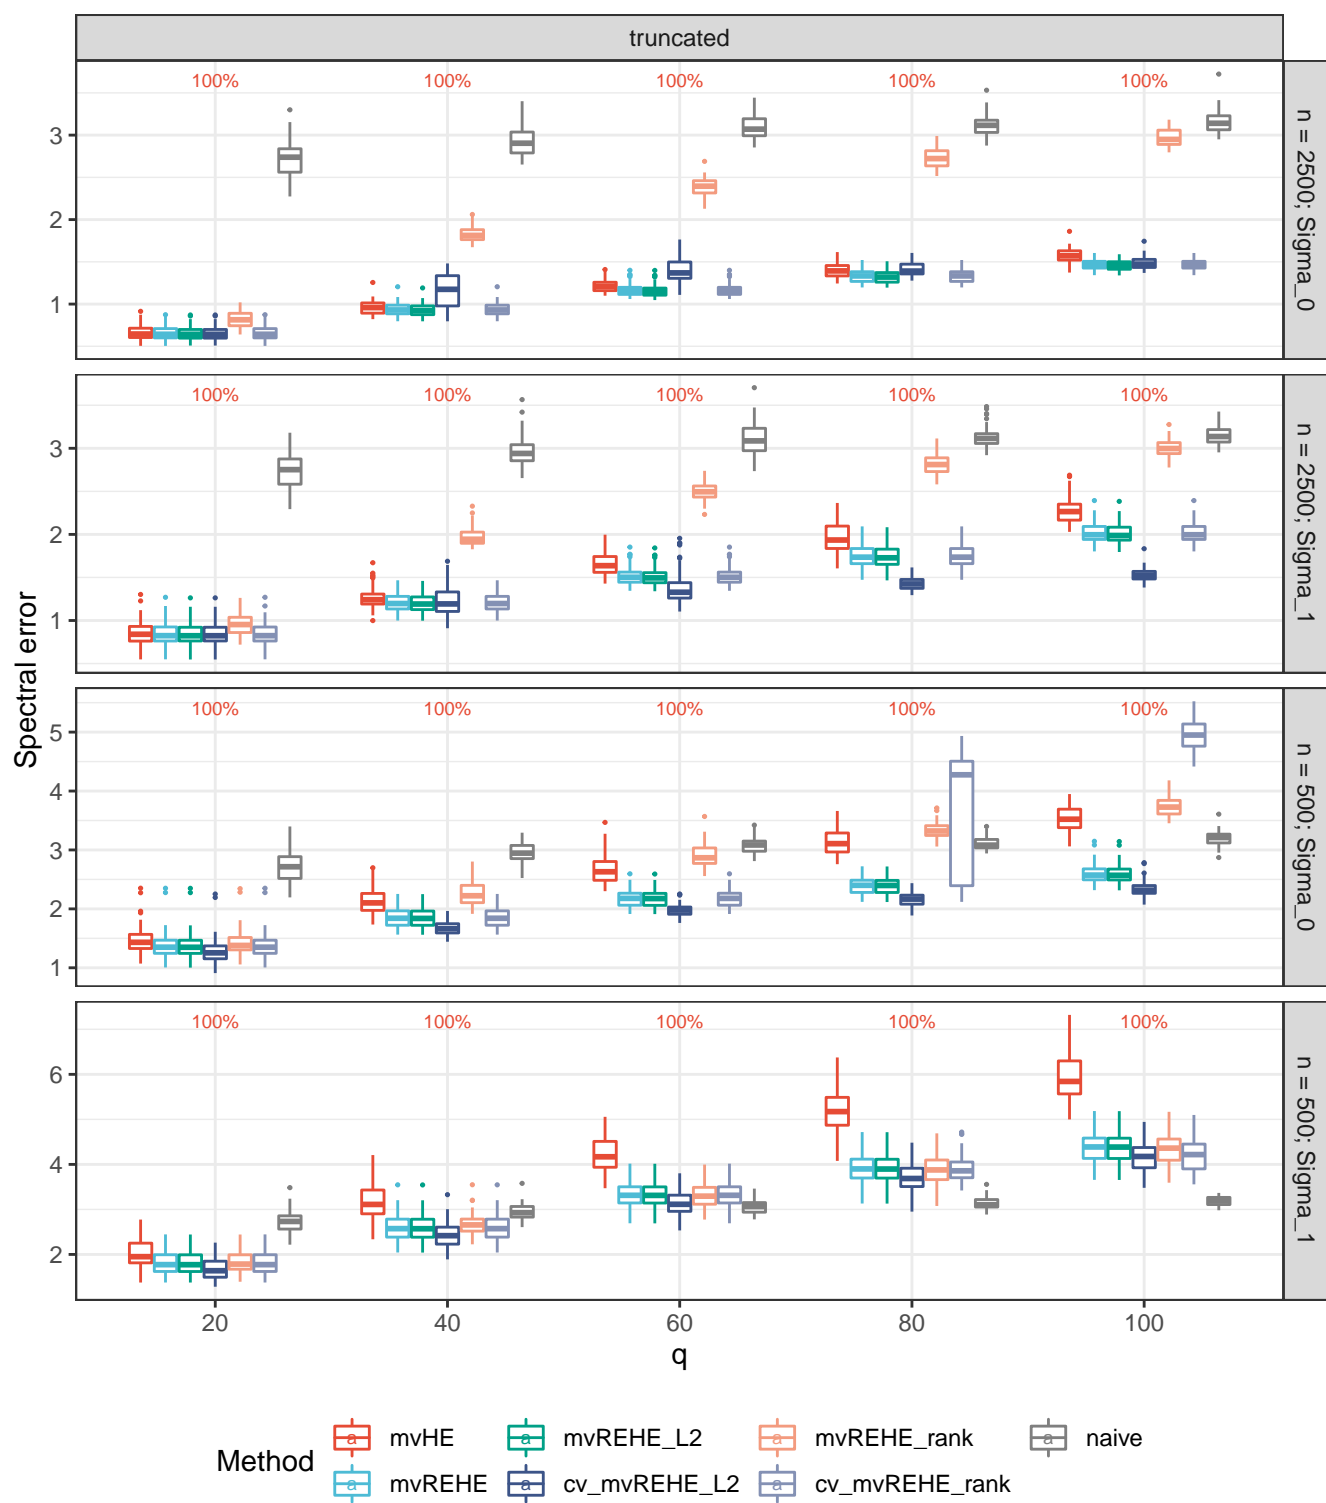 truncated
100% 100% 100% 100% 100%
3
2
1
n = 2500; Sigma_0
100% 100% 100% 100% 100%
3
2
1
n = 2500; Sigma_1
Spectral error
100% 100% 100% 100% 100%
5
4
3
2
1
n = 500; Sigma_0
100% 100% 100% 100% 100%
6
4
2
n = 500; Sigma_1
20 40 60 80 100
q
Method
a mvHE a mvREHE_L2 a mvREHE_rank a naive
a mvREHE a cv_mvREHE_L2 a cv_mvREHE_rank